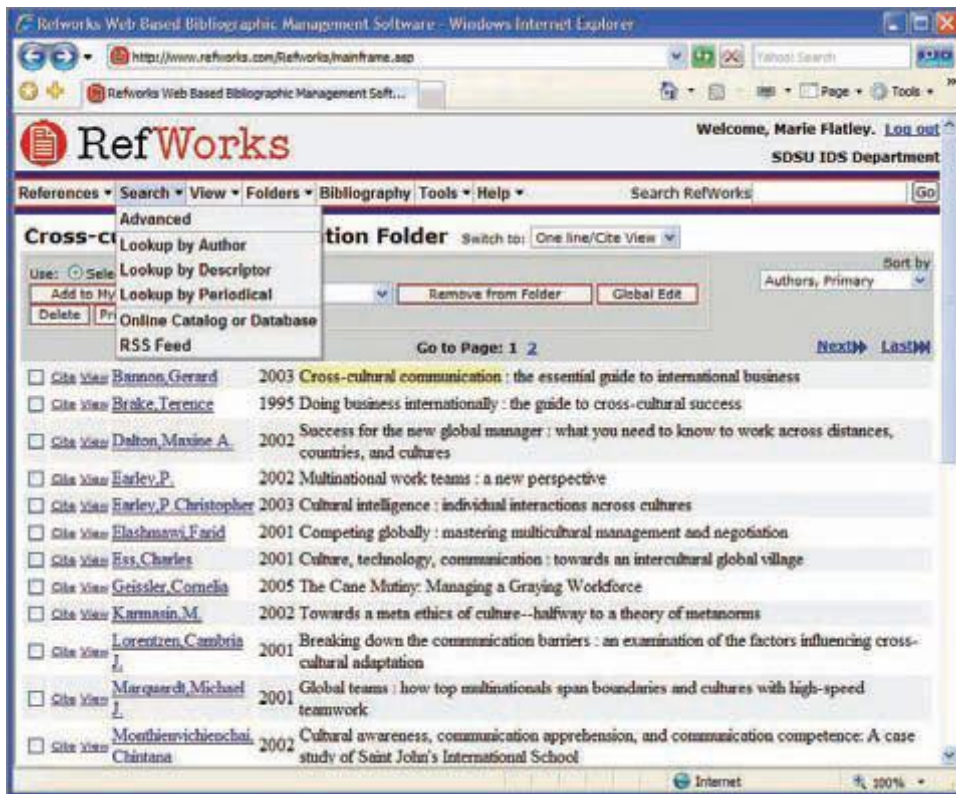 Refworks Web Based Bibliographic Management Software - Windows Internet Explorer
http://www.refworks.com/Refworks/mainframe.asp
Yahoo! Search
Refworks Web Based Bibliographic Management Soft...
Page
Tools
RefWorks
Welcome, Marie Flatley. Log out
SDSU IDS Department
References Search View Folders Bibliography Tools Help
Search RefWorks
Go
Advanced
Lookup by Author
Lookup by Descriptor
Lookup by Periodical
Online Catalog or Database
RSS Feed
Cross-c tion Folder Switch to: One line/Cite View
Use: Sele
Sort by
Authors, Primary
Add to My
Remove from Folder
Global Edit
Delete Pr
Go to Page: 1 2
Next Last
Cite View Bannon,Gerard 2003 Cross-cultural communication : the essential guide to international business
Cite View Brake,Terence 1995 Doing business internationally : the guide to cross-cultural success
Cite View Dalton,Maxine A. 2002 Success for the new global manager : what you need to know to work across distances,
countries, and cultures
Cite View Earley,P. 2002 Multinational work teams : a new perspective
Cite View Earley,P. Christopher 2003 Cultural intelligence : individual interactions across cultures
Cite View Elashmawi,Farid 2001 Competing globally : mastering multicultural management and negotiation
Cite View Ess,Charles 2001 Culture, technology, communication : towards an intercultural global village
Cite View Geissler,Cornelia 2005 The Cane Mutiny: Managing a Graying Workforce
Cite View Karmasin,M. 2002 Towards a meta ethics of culture--halfway to a theory of metanorms
Cite View Lorentzen,Cambria J. 2001 Breaking down the communication barriers : an examination of the factors influencing cross-
cultural adaptation
Cite View Marquardt,Michael J. 2001 Global teams : how top multinationals span boundaries and cultures with high-speed
teamwork
Cite View Monthienvichienchai, Chintana 2002 Cultural awareness, communication apprehension, and communication competence: A case
study of Saint John's International School
Internet
100%